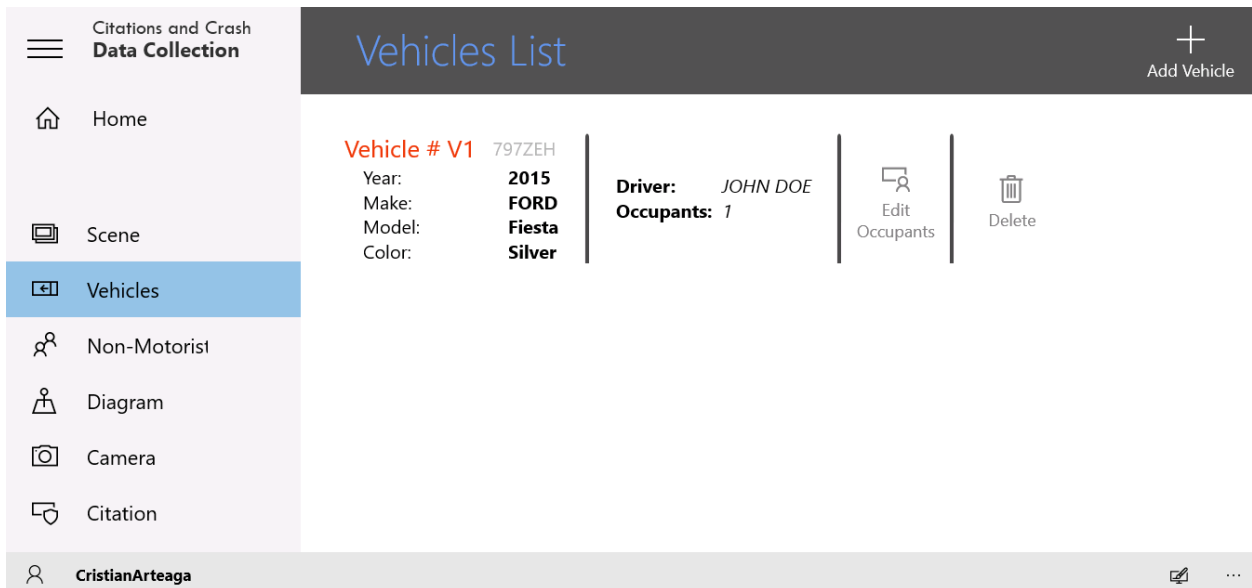 Citations and Crash
Data Collection
Vehicles List
Add Vehicle
Home
Scene
Vehicles
Non-Motorist
Diagram
Camera
Citation
Vehicle # V1 797ZEH
Year: 2015
Make: FORD
Model: Fiesta
Color: Silver
Driver: JOHN DOE
Occupants: 1
Edit
Occupants
Delete
CristianArteaga